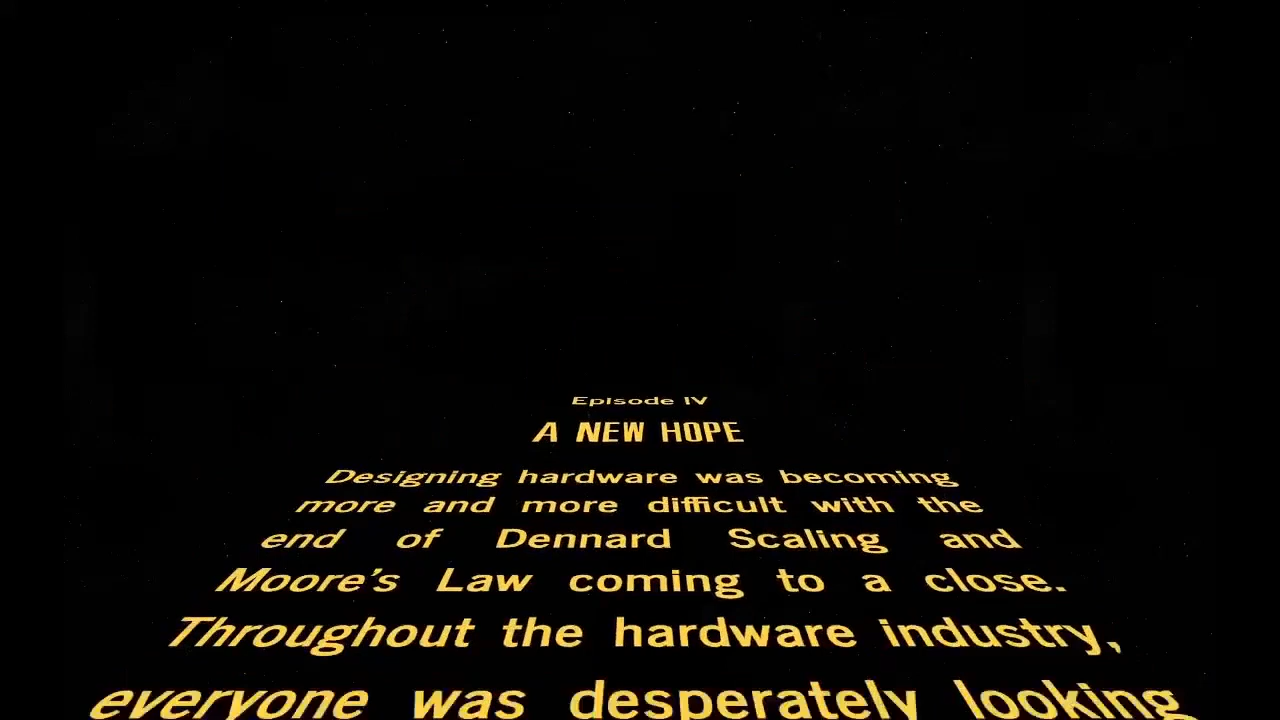 Episode IV
A NEW HOPE
Designing hardware was becoming
more and more difficult with the
end of Dennard Scaling and
Moore's Law coming to a close.
Throughout the hardware industry,
everyone was desperately looking